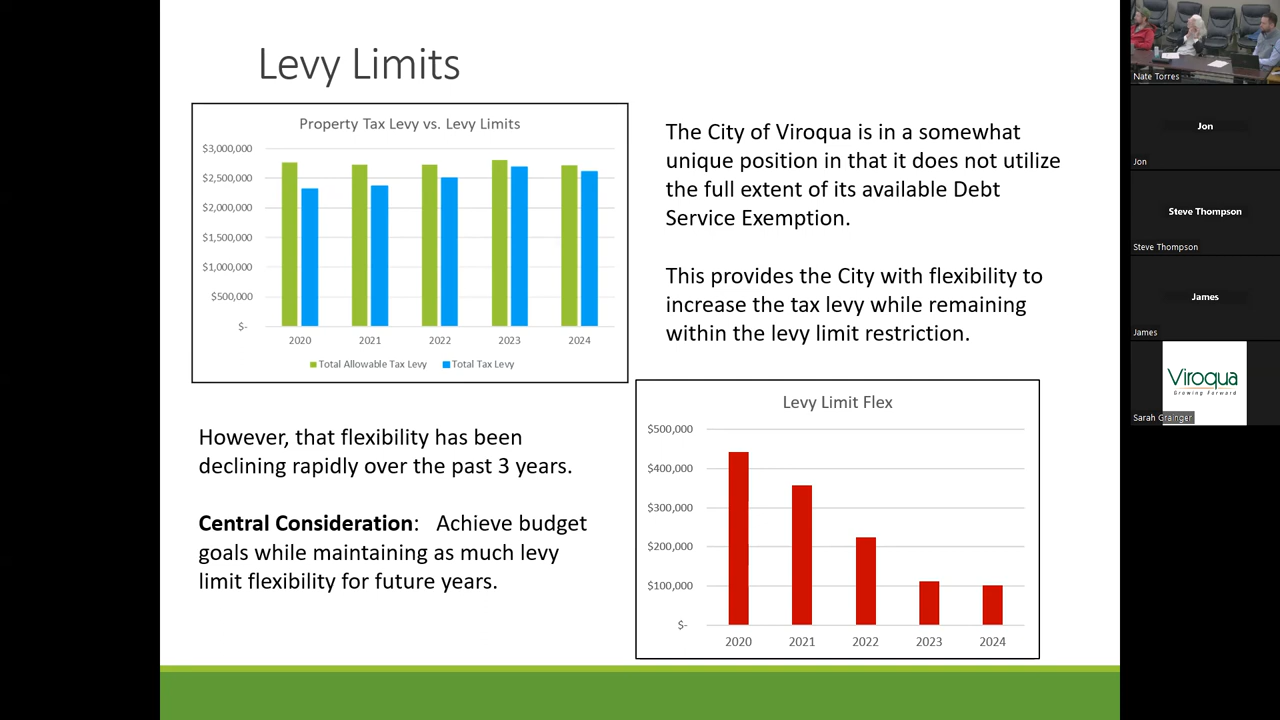 Levy Limits
Property Tax Levy vs. Levy Limits
$3,000,000
$2,500,000
$2,000,000
$1,500,000
$1,000,000
$500,000
$-
2020 2021 2022 2023 2024
Total Allowable Tax Levy Total Tax Levy
The City of Viroqua is in a somewhat
unique position in that it does not utilize
the full extent of its available Debt
Service Exemption.
This provides the City with flexibility to
increase the tax levy while remaining
within the levy limit restriction.
However, that flexibility has been
declining rapidly over the past 3 years.
Central Consideration: Achieve budget
goals while maintaining as much levy
limit flexibility for future years.
Levy Limit Flex
$500,000
$400,000
$300,000
$200,000
$100,000
$-
2020 2021 2022 2023 2024
Nate Torres
Jon
Jon
Steve Thompson
Steve Thompson
James
James
Viroqua
Growing Forward
Sarah Grainger